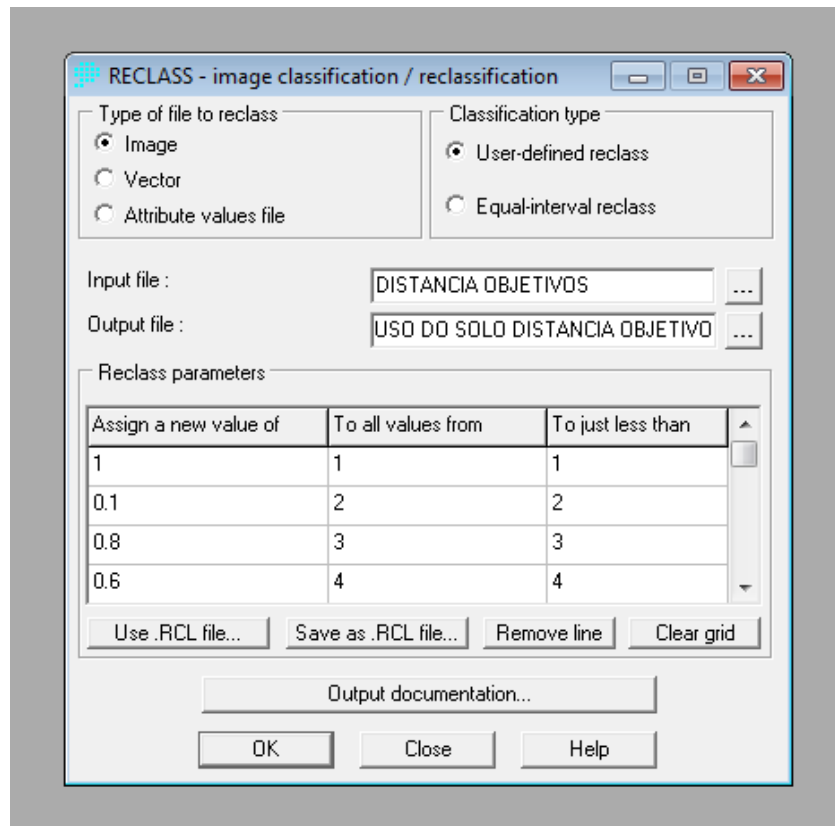 RECLASS - image classification / reclassification
Type of file to reclass
Image
Vector
Attribute values file
Classification type
User-defined reclass
Equal-interval reclass
Input file :
DISTANCIA OBJETIVOS
...
Output file :
USO DO SOLO DISTANCIA OBJETIVO
...
Reclass parameters
Assign a new value of To all values from To just less than
1 1 1
0.1 2 2
0.8 3 3
0.6 4 4
Use .RCL file... Save as .RCL file... Remove line Clear grid
Output documentation...
OK Close Help